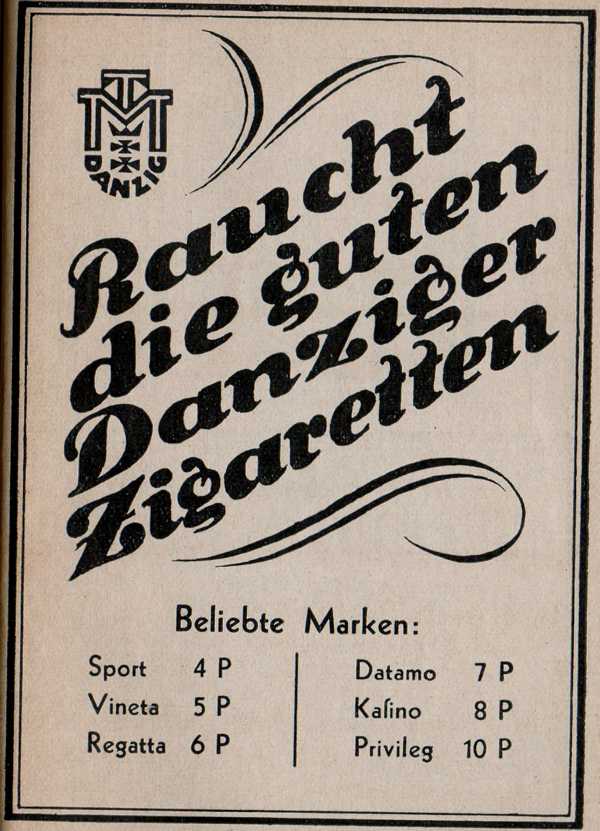 TM
DANZIG
Raucht
die guten
Danziger
Zigaretten
Beliebte Marken:
Sport 4 P
Vineta 5 P
Regatta 6 P
Datamo 7 P
Kaſino 8 P
Privileg 10 P